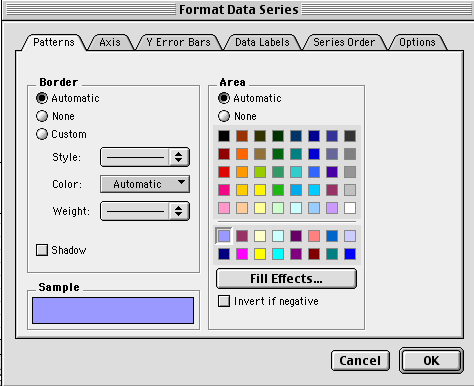 Format Data Series
Patterns Axis Y Error Bars Data Labels Series Order Options
Border
Automatic
None
Custom
Style:
Color: Automatic
Weight:
Shadow
Sample
Area
Automatic
None
Fill Effects...
Invert if negative
Cancel OK